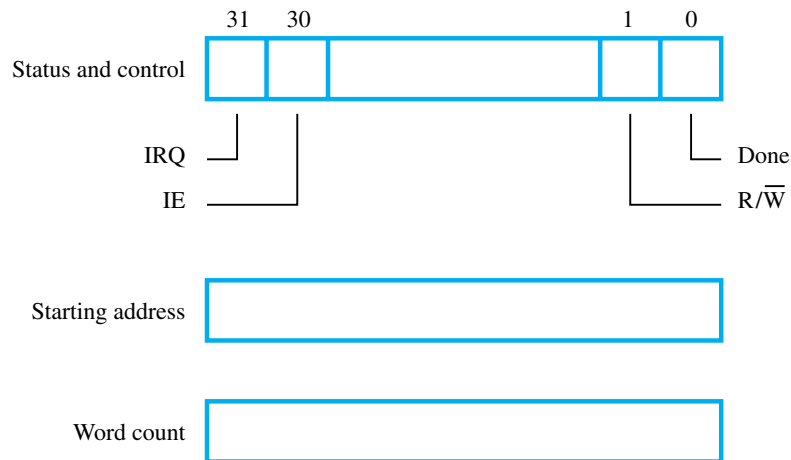 31 30 1 0
Status and control
IRQ Done
IE R/W̅
Starting address
Word count